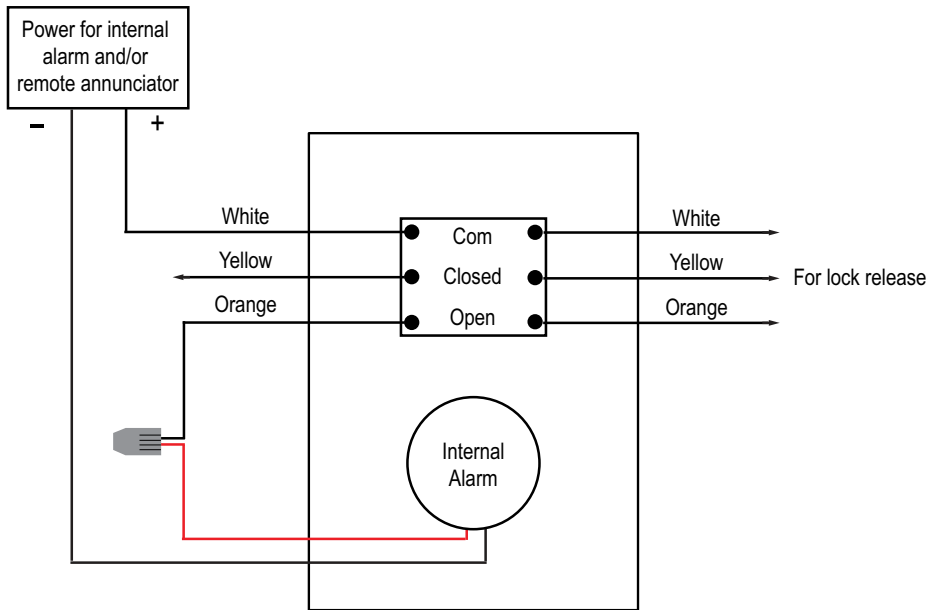 Power for internal
alarm and/or
remote annunciator
– +
White Com White
Yellow Closed Yellow For lock release
Orange Open Orange
Internal
Alarm